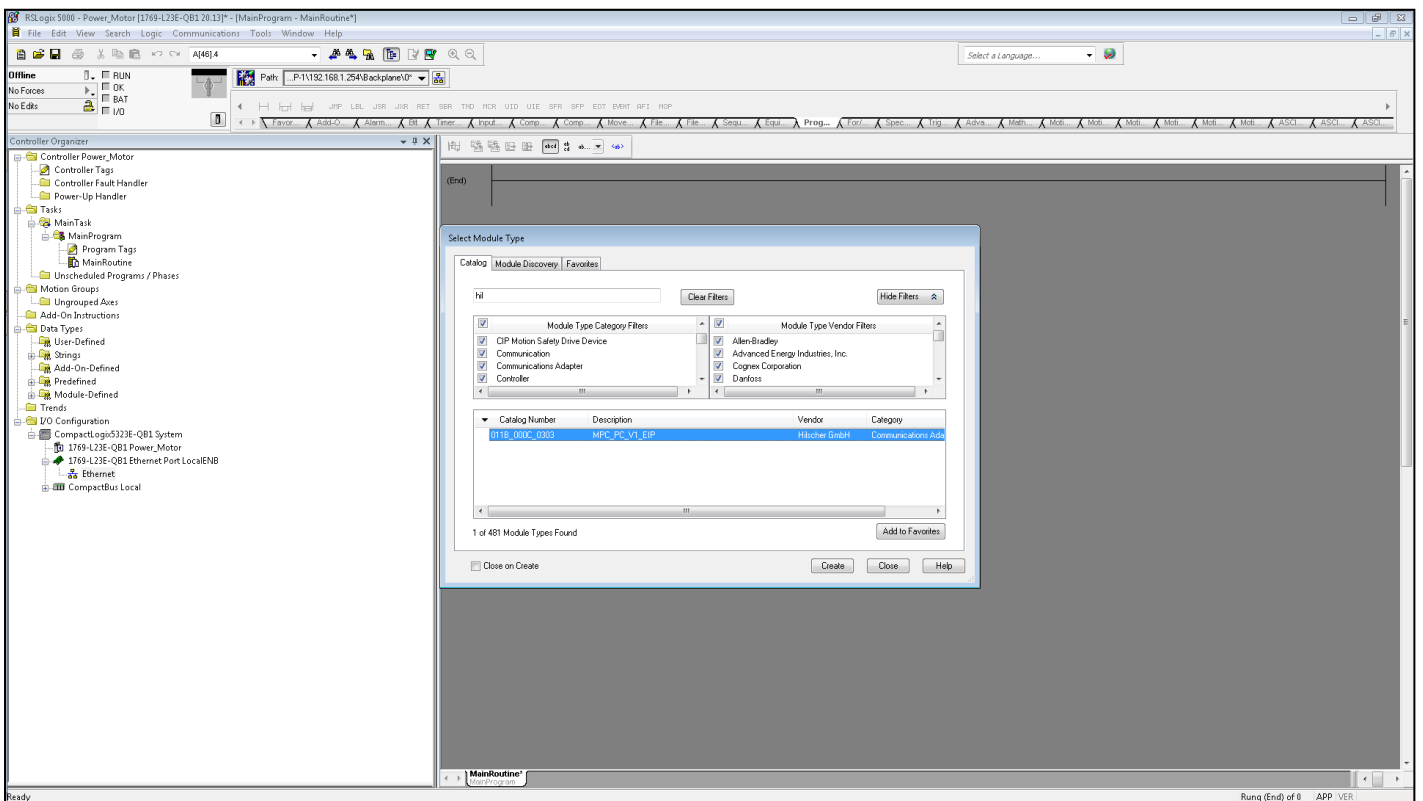 RSLogix 5000 - Power_Motor [1769-L23E-QB1 20.13]* - [MainProgram - MainRoutine*]
File Edit View Search Logic Communications Tools Window Help
A[46].4
Select a Language...
Offline
RUN
No Forces
OK
BAT
No Edits
I/O
Path: ...P-1\192.168.1.254\Backplane\0*
JMP LBL JSR JXR RET SBR TND MCR UID UIE SFR SFP EOT EVENT AFI NOP
Favor... Add-O... Alarm... Bit Timer... Input... Comp... Comp... Move... File... File... Sequ... Equi... Prog... For/... Spec... Trig... Adva... Math... Moti... Moti... Moti... Moti... Moti... Moti... ASCI... ASCI... ASCI...
Controller Organizer
Controller Power_Motor
Controller Tags
Controller Fault Handler
Power-Up Handler
Tasks
MainTask
MainProgram
Program Tags
MainRoutine
Unscheduled Programs / Phases
Motion Groups
Ungrouped Axes
Add-On Instructions
Data Types
User-Defined
Strings
Add-On-Defined
Predefined
Module-Defined
Trends
I/O Configuration
CompactLogix5323E-QB1 System
1769-L23E-QB1 Power_Motor
1769-L23E-QB1 Ethernet Port LocalENB
Ethernet
CompactBus Local
(End)
Select Module Type
Catalog Module Discovery Favorites
hil
Clear Filters
Hide Filters
Module Type Category Filters
Module Type Vendor Filters
CIP Motion Safety Drive Device
Communication
Communications Adapter
Controller
Allen-Bradley
Advanced Energy Industries, Inc.
Cognex Corporation
Danfoss
Catalog Number Description Vendor Category
011B_000C_0303 MPC_PC_V1_EIP Hilscher GmbH Communications Ada
1 of 481 Module Types Found
Add to Favorites
Close on Create
Create Close Help
MainRoutine*
MainProgram
Ready
Rung (End) of 0 APP VER